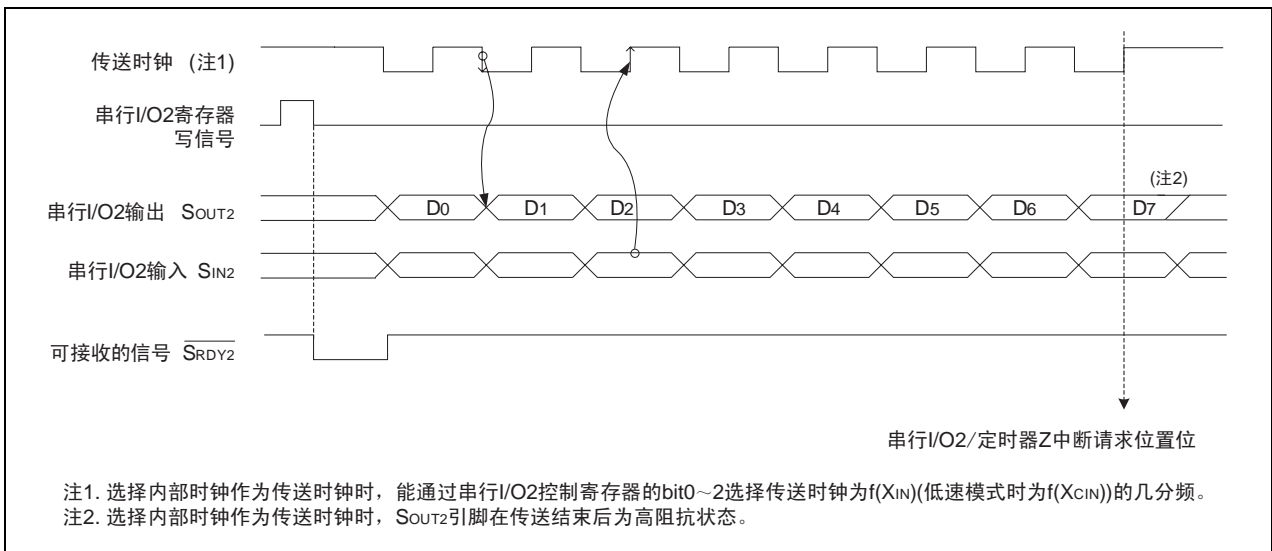 传送时钟 (注1)
串行I/O2寄存器
写信号
(注2)
串行I/O2输出 SOUT2
D0 D1 D2 D3 D4 D5 D6 D7
串行I/O2输入 SIN2
可接收的信号 SRDY2
串行I/O2/定时器Z中断请求位置位
注1. 选择内部时钟作为传送时钟时，能通过串行I/O2控制寄存器的bit0～2选择传送时钟为f(XIN)(低速模式时为f(XCIN))的几分频。
注2. 选择内部时钟作为传送时钟时，SOUT2引脚在传送结束后为高阻抗状态。